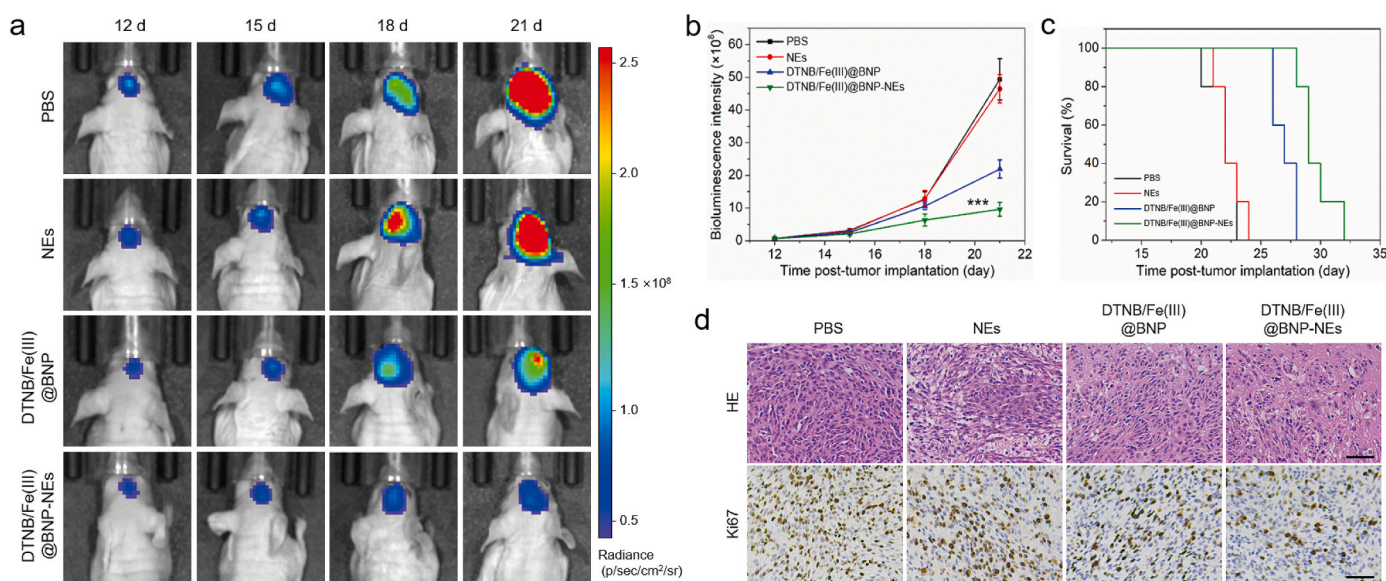 a
12 d
15 d
18 d
21 d
PBS
NEs
DTNB/Fe(III)
@BNP
DTNB/Fe(III)
@BNP-NEs
2.5
2.0
1.5 ×10⁸
1.0
0.5
Radiance
(p/sec/cm²/sr)
b
Bioluminescence intensity (×10⁸)
60
50
40
30
20
10
0
PBS
NEs
DTNB/Fe(III)@BNP
DTNB/Fe(III)@BNP-NEs
***
12
14
16
18
20
22
Time post-tumor implantation (day)
c
Survival (%)
100
80
60
40
20
0
PBS
NEs
DTNB/Fe(III)@BNP
DTNB/Fe(III)@BNP-NEs
15
20
25
30
35
Time post-tumor implantation (day)
d
PBS
NEs
DTNB/Fe(III)
@BNP
DTNB/Fe(III)
@BNP-NEs
HE
Ki67